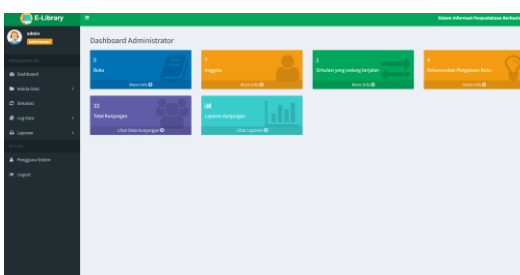 E-Library
Sistem Informasi Perpustakaan Berbasis
admin
Administrator
Dashboard Administrator
5
Buku
More Info
7
Anggota
More Info
2
Sirkulasi yang sedang berjalan
More Info
4
Rekomendasi Pengadaan Buku
More Info
33
Total Kunjungan
Lihat Data Kunjungan
Laporan Kunjungan
Lihat Laporan
Dashboard
Kelola Data
Sirkulasi
Log Data
Laporan
Pengguna Sistem
Logout